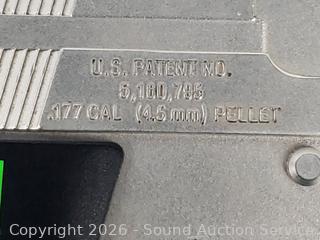 U.S. PATENT NO.
5,160,795
.177 CAL (4.5mm) PELLET
Copyright © 2026 - Sound Auction Service